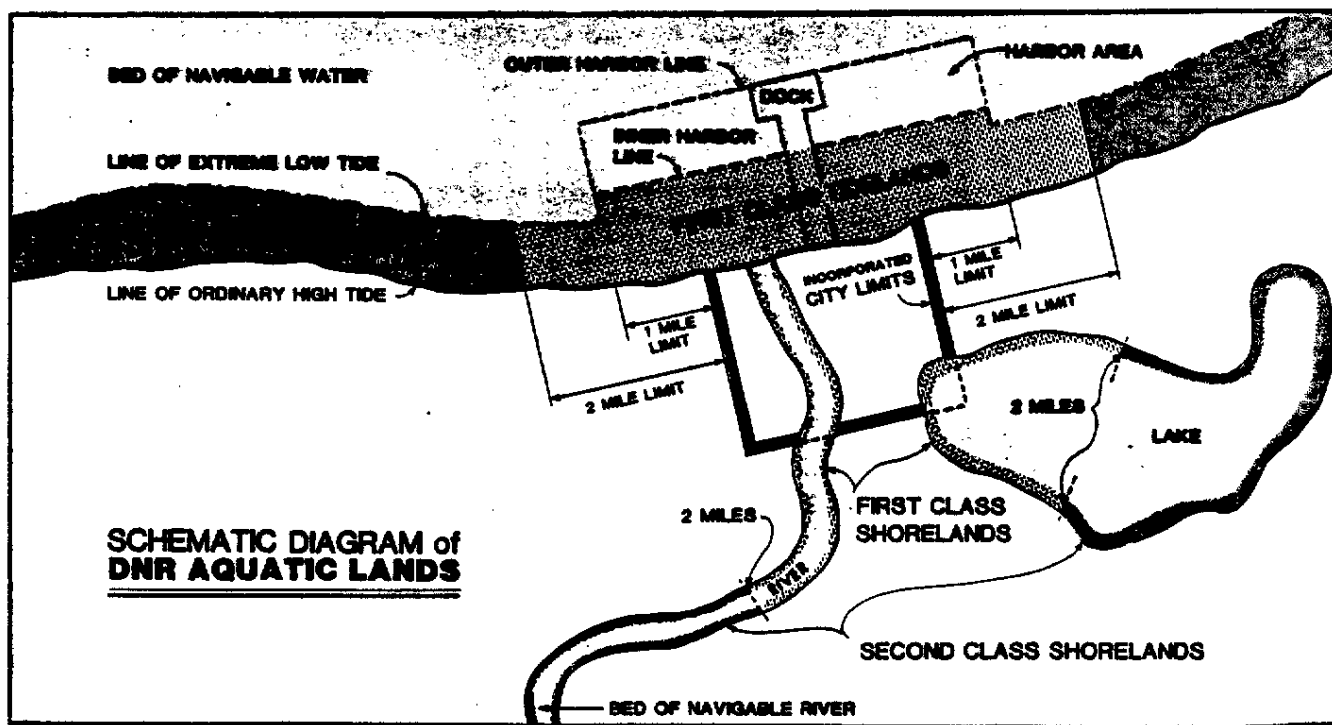 BED OF NAVIGABLE WATER
OUTER HARBOR LINE
HARBOR AREA
DOCK
INNER HARBOR
LINE
LINE OF EXTREME LOW TIDE
FIRST CLASS TIDELANDS
LINE OF ORDINARY HIGH TIDE
INCORPORATED
CITY LIMITS
1 MILE
LIMIT
2 MILE LIMIT
1 MILE
LIMIT
2 MILE LIMIT
2 MILES
LAKE
FIRST CLASS
SHORELANDS
2 MILES
RIVER
SCHEMATIC DIAGRAM of
DNR AQUATIC LANDS
SECOND CLASS SHORELANDS
BED OF NAVIGABLE RIVER